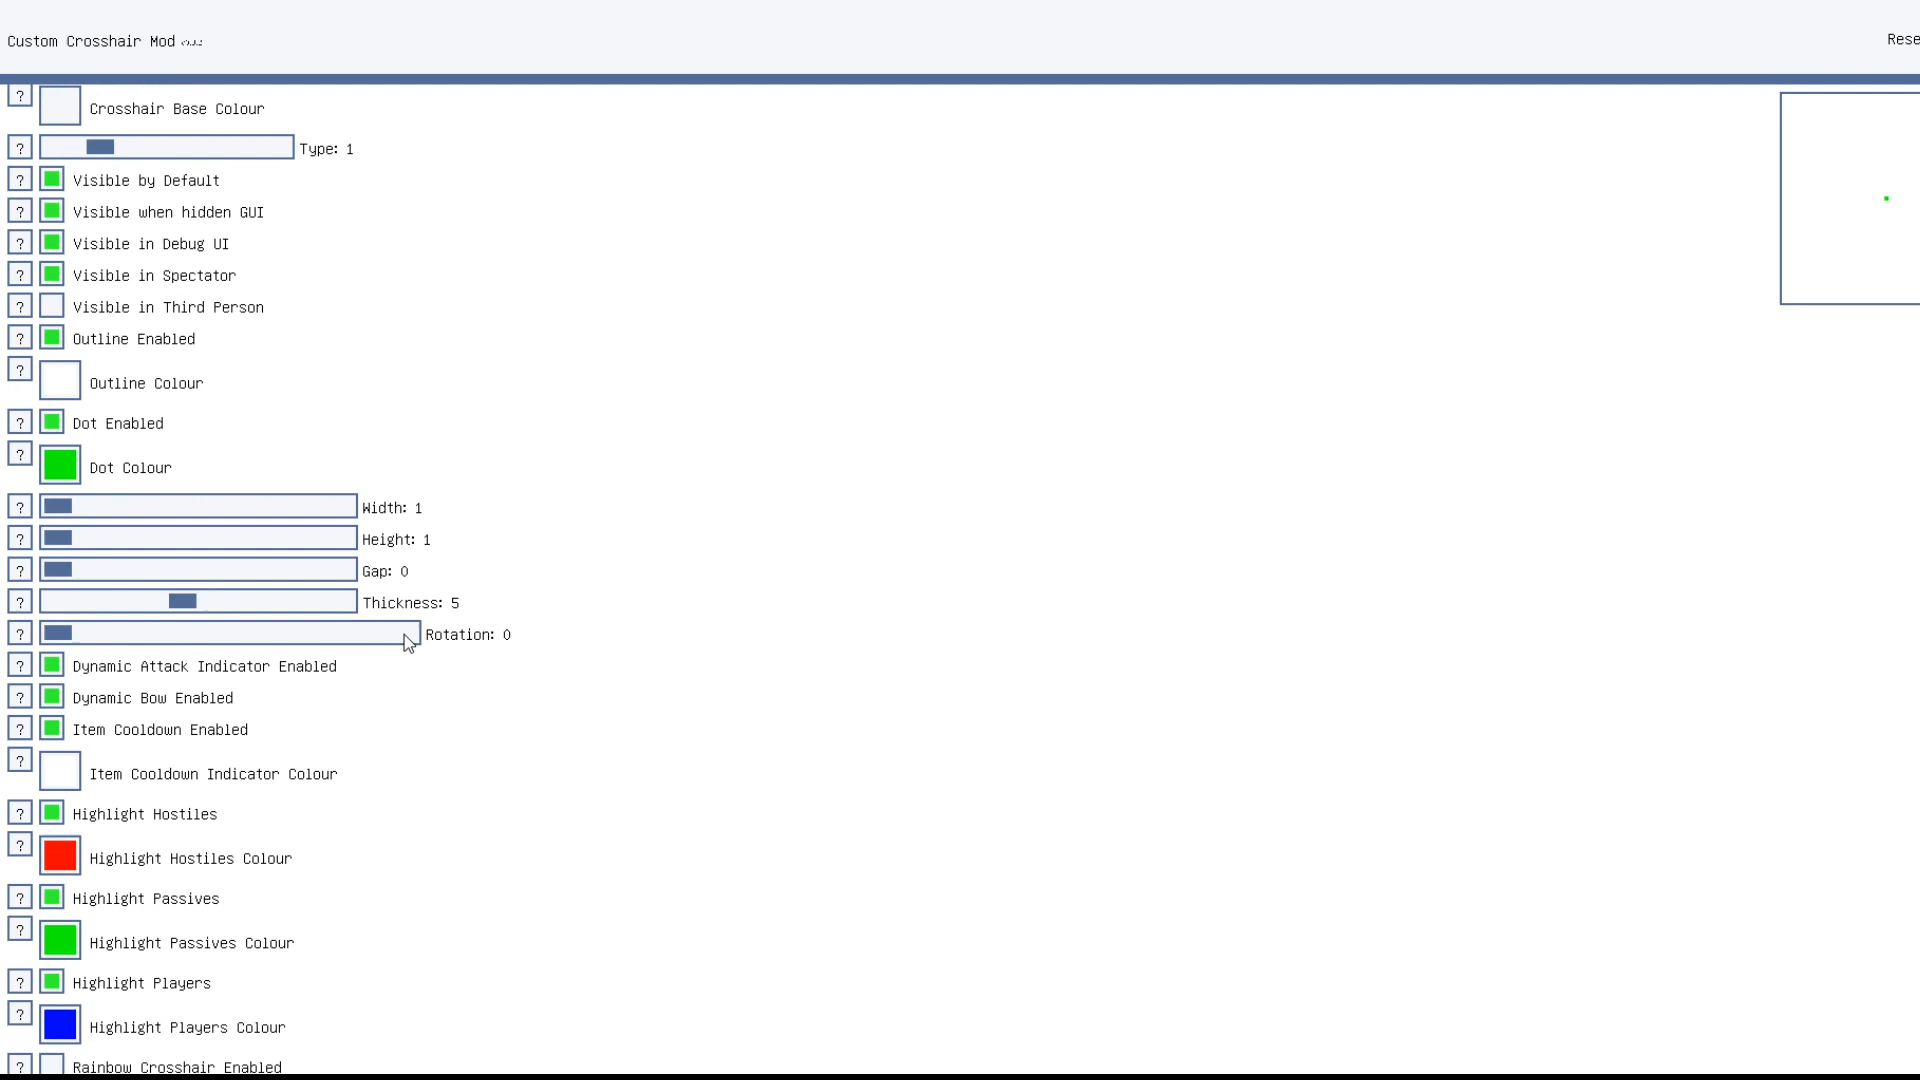 Custom Crosshair Mod
Rese
? Crosshair Base Colour
? Type: 1
? Visible by Default
? Visible when hidden GUI
? Visible in Debug UI
? Visible in Spectator
? Visible in Third Person
? Outline Enabled
? Outline Colour
? Dot Enabled
? Dot Colour
? Width: 1
? Height: 1
? Gap: 0
? Thickness: 5
? Rotation: 0
? Dynamic Attack Indicator Enabled
? Dynamic Bow Enabled
? Item Cooldown Enabled
? Item Cooldown Indicator Colour
? Highlight Hostiles
? Highlight Hostiles Colour
? Highlight Passives
? Highlight Passives Colour
? Highlight Players
? Highlight Players Colour
? Rainbow Crosshair Enabled